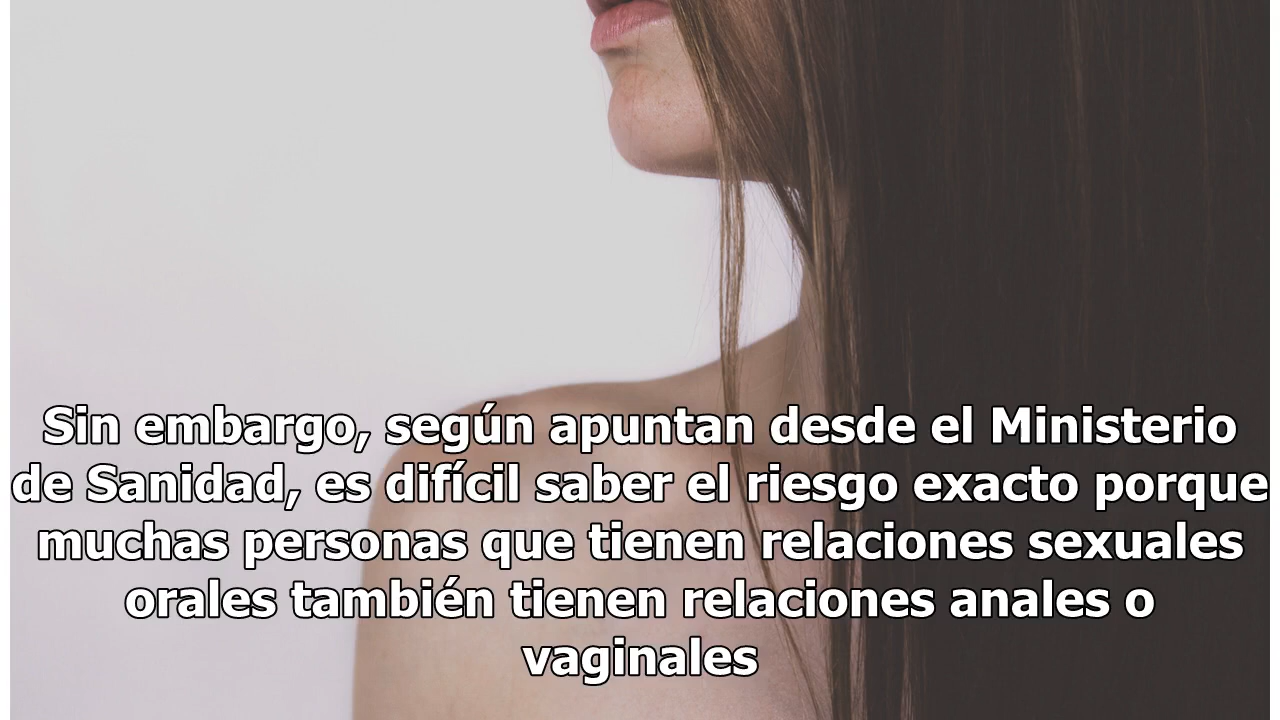 Sin embargo, según apuntan desde el Ministerio
de Sanidad, es difícil saber el riesgo exacto porque
muchas personas que tienen relaciones sexuales
orales también tienen relaciones anales o
vaginales